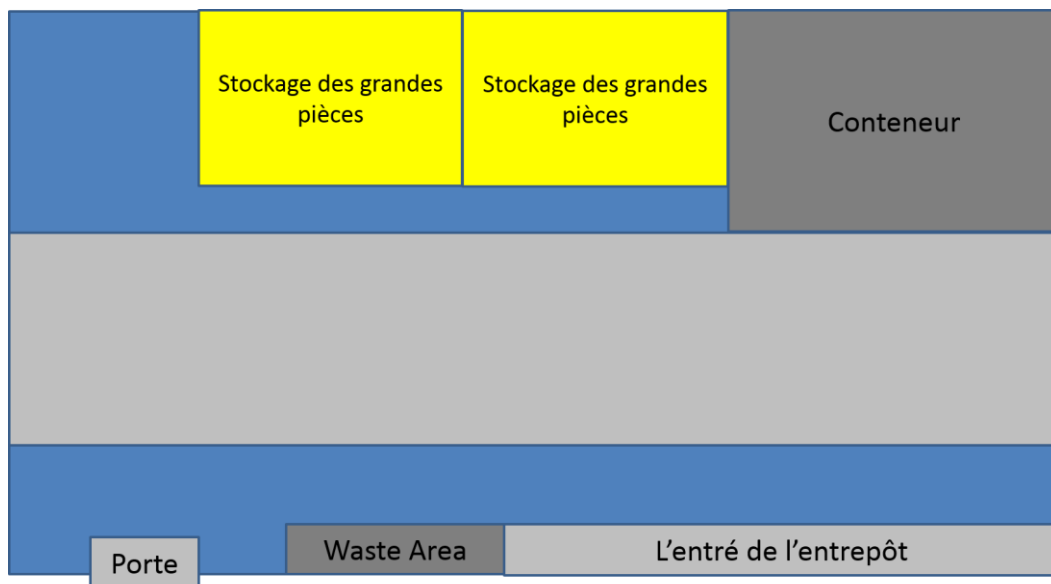 Stockage des grandes
pièces
Stockage des grandes
pièces
Conteneur
Porte
Waste Area
L’entré de l’entrepôt